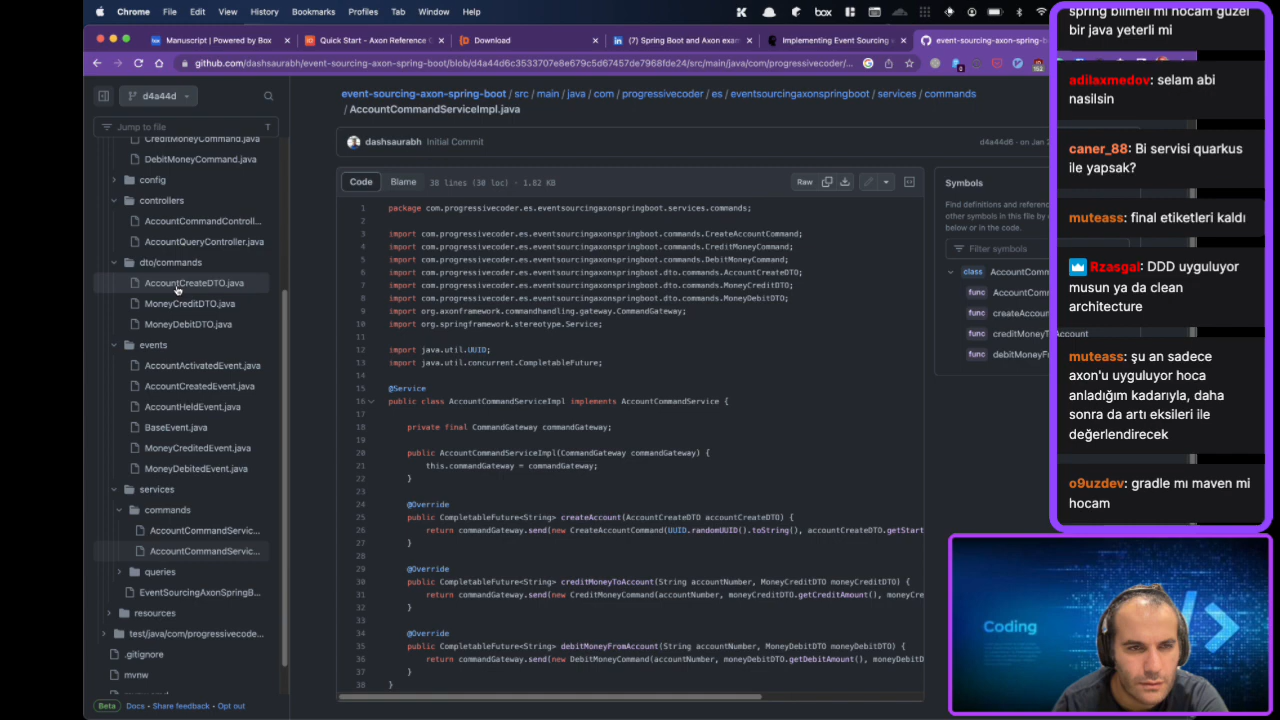 Chrome File Edit View History Bookmarks Profiles Tab Window Help
box
Manuscript | Powered by Box
Quick Start - Axon Reference
Download
(7) Spring Boot and Axon exam
Implementing Event Sourcing
event-sourcing-axon-spring-b
github.com/dashsaurabh/event-sourcing-axon-spring-boot/blob/d4a44d6c3533707e8e679c5d67457de7968fde24/src/main/java/com/progressivecoder/...
d4a44d
Jump to file T
CreditMoneyCommand.java
DebitMoneyCommand.java
config
controllers
AccountCommandControll...
AccountQueryController.java
dto/commands
AccountCreateDTO.java
MoneyCreditDTO.java
MoneyDebitDTO.java
events
AccountActivatedEvent.java
AccountCreatedEvent.java
AccountHeldEvent.java
BaseEvent.java
MoneyCreditedEvent.java
MoneyDebitedEvent.java
services
commands
AccountCommandServic...
AccountCommandServic...
queries
EventSourcingAxonSpringB...
resources
test/java/com/progressivecode...
.gitignore
mvnw
Beta Docs · Share feedback · Opt out
event-sourcing-axon-spring-boot / src / main / java / com / progressivecoder / es / eventsourcingaxonspringboot / services / commands
/ AccountCommandServiceImpl.java
dashsaurabh Initial Commit
Code Blame 38 lines (30 loc) · 1.82 KB Raw
1 package com.progressivecoder.es.eventsourcingaxonspringboot.services.commands;
2
3 import com.progressivecoder.es.eventsourcingaxonspringboot.commands.CreateAccountCommand;
4 import com.progressivecoder.es.eventsourcingaxonspringboot.commands.CreditMoneyCommand;
5 import com.progressivecoder.es.eventsourcingaxonspringboot.commands.DebitMoneyCommand;
6 import com.progressivecoder.es.eventsourcingaxonspringboot.dto.commands.AccountCreateDTO;
7 import com.progressivecoder.es.eventsourcingaxonspringboot.dto.commands.MoneyCreditDTO;
8 import com.progressivecoder.es.eventsourcingaxonspringboot.dto.commands.MoneyDebitDTO;
9 import org.axonframework.commandhandling.gateway.CommandGateway;
10 import org.springframework.stereotype.Service;
11
12 import java.util.UUID;
13 import java.util.concurrent.CompletableFuture;
14
15 @Service
16 public class AccountCommandServiceImpl implements AccountCommandService {
17
18 private final CommandGateway commandGateway;
19
20 public AccountCommandServiceImpl(CommandGateway commandGateway) {
21 this.commandGateway = commandGateway;
22 }
23
24 @Override
25 public CompletableFuture<String> createAccount(AccountCreateDTO accountCreateDTO) {
26 return commandGateway.send(new CreateAccountCommand(UUID.randomUUID().toString(), accountCreateDTO.getStart
27 }
28
29 @Override
30 public CompletableFuture<String> creditMoneyToAccount(String accountNumber, MoneyCreditDTO moneyCreditDTO) {
31 return commandGateway.send(new CreditMoneyCommand(accountNumber, moneyCreditDTO.getCreditAmount(), moneyCre
32 }
33
34 @Override
35 public CompletableFuture<String> debitMoneyFromAccount(String accountNumber, MoneyDebitDTO moneyDebitDTO) {
36 return commandGateway.send(new DebitMoneyCommand(accountNumber, moneyDebitDTO.getDebitAmount(), moneyDebitD
37 }
38 }
Symbols
Find definitions and referenc
other symbols in this file by c
below or in the code.
Filter symbols
class AccountComm
func AccountComm
func createAccoun
func creditMoneyToAccount
func debitMoneyFr
spring bilmeli mi hocam güzel
bir java yeterli mi
adilaxmedov: selam abi
nasilsin
caner_88: Bi servisi quarkus
ile yapsak?
muteass: final etiketleri kaldı
Rzasgal: DDD uyguluyor
musun ya da clean
architecture
muteass: şu an sadece
axon'u uyguluyor hoca
anladığım kadarıyla, daha
sonra da artı eksileri ile
değerlendirecek
o9uzdev: gradle mı maven mi
hocam
Coding